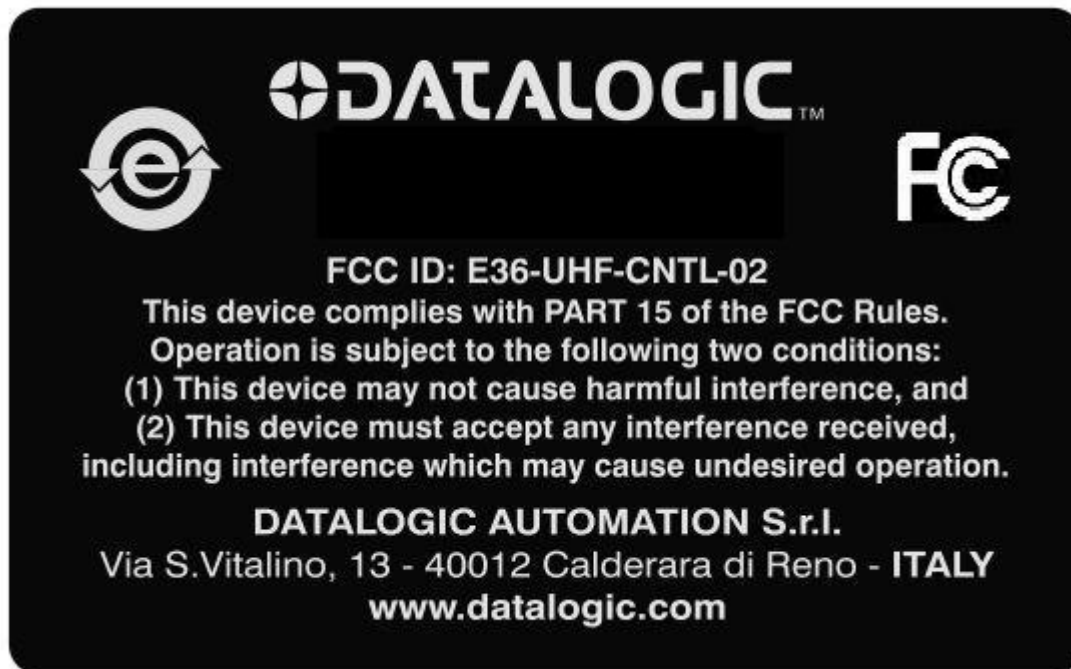 DATALOGIC™
e
FC
FCC ID: E36-UHF-CNTL-02
This device complies with PART 15 of the FCC Rules.
Operation is subject to the following two conditions:
(1) This device may not cause harmful interference, and
(2) This device must accept any interference received,
including interference which may cause undesired operation.
DATALOGIC AUTOMATION S.r.l.
Via S.Vitalino, 13 - 40012 Calderara di Reno - ITALY
www.datalogic.com